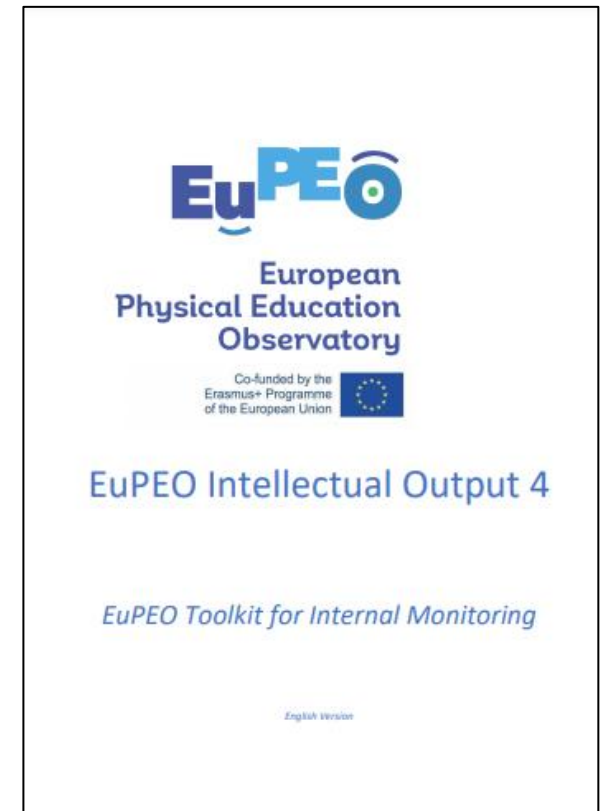 EuPEO
European
Physical Education
Observatory
Co-funded by the
Erasmus+ Programme
of the European Union
EuPEO Intellectual Output 4
EuPEO Toolkit for Internal Monitoring
English Version